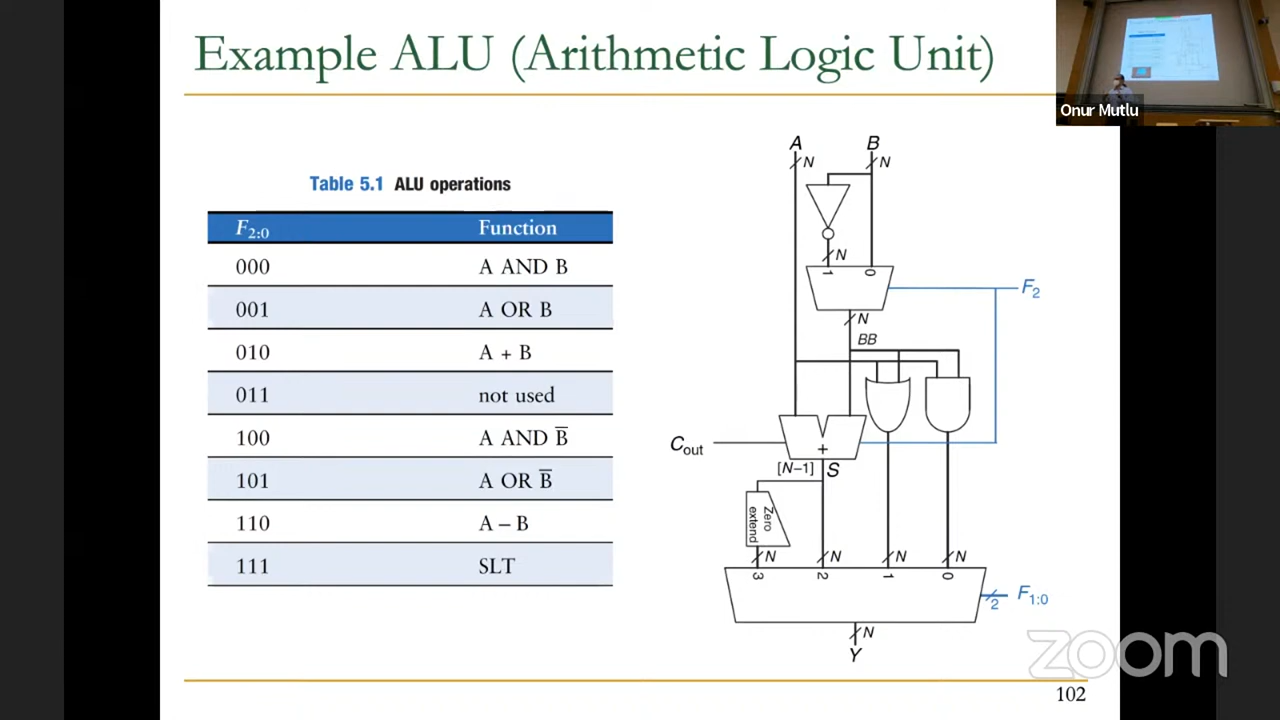 Example ALU (Arithmetic Logic Unit)
Onur Mutlu
Table 5.1 ALU operations
F2:0 Function
000 A AND B
001 A OR B
010 A + B
011 not used
100 A AND B̅
101 A OR B̅
110 A – B
111 SLT
A B
N N
N
1 0
F2
N
BB
Cout
+
[N–1] S
Zero
extend
N N N N
3 2 1 0
2 F1:0
N
Y
zoom
102